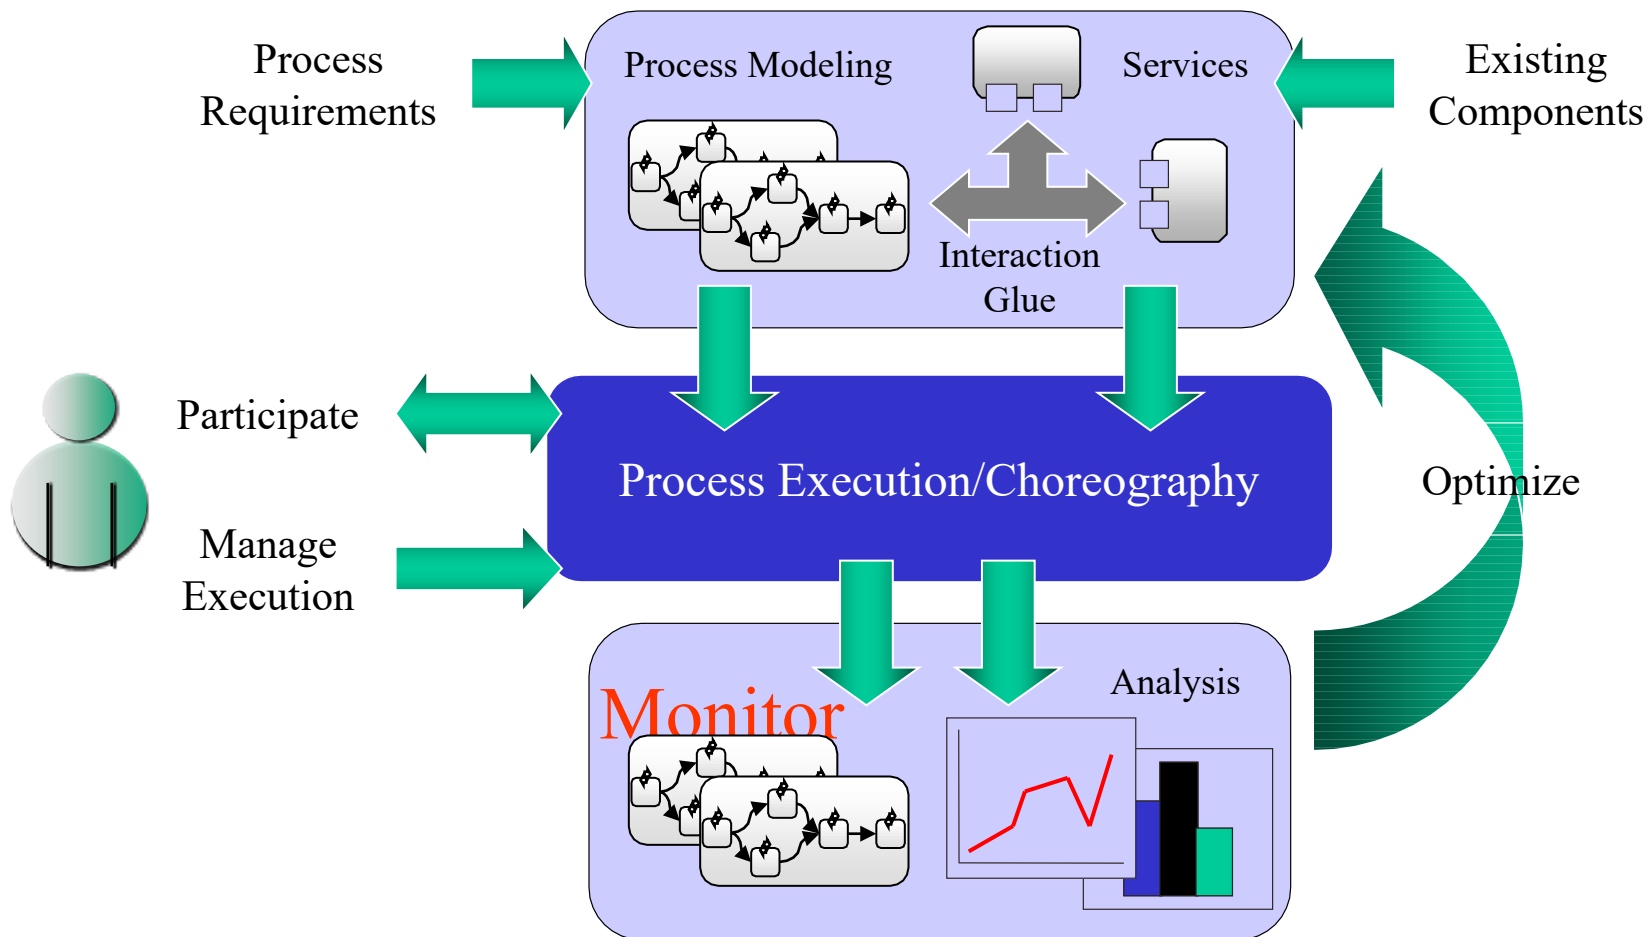 Process
Requirements
Process Modeling
Services
Existing
Components
Interaction
Glue
Participate
Process Execution/Choreography
Optimize
Manage
Execution
Monitor
Analysis